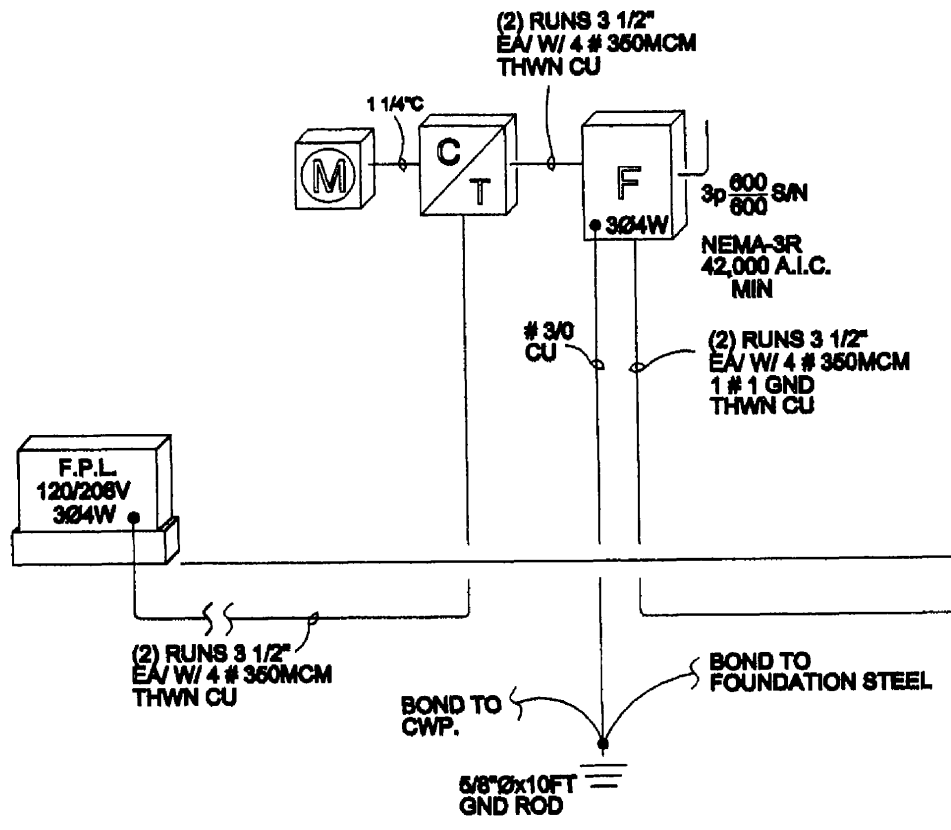 (2) RUNS 3 1/2"
EA/ W/ 4 # 350MCM
THWN CU
1 1/4"C
M
C
T
F
3Ø4W
3p 600/600 S/N
NEMA-3R
42,000 A.I.C.
MIN
# 3/0
CU
(2) RUNS 3 1/2"
EA/ W/ 4 # 350MCM
1 # 1 GND
THWN CU
F.P.L.
120/208V
3Ø4W
(2) RUNS 3 1/2"
EA/ W/ 4 # 350MCM
THWN CU
BOND TO
CWP.
BOND TO
FOUNDATION STEEL
5/8"Øx10FT
GND ROD